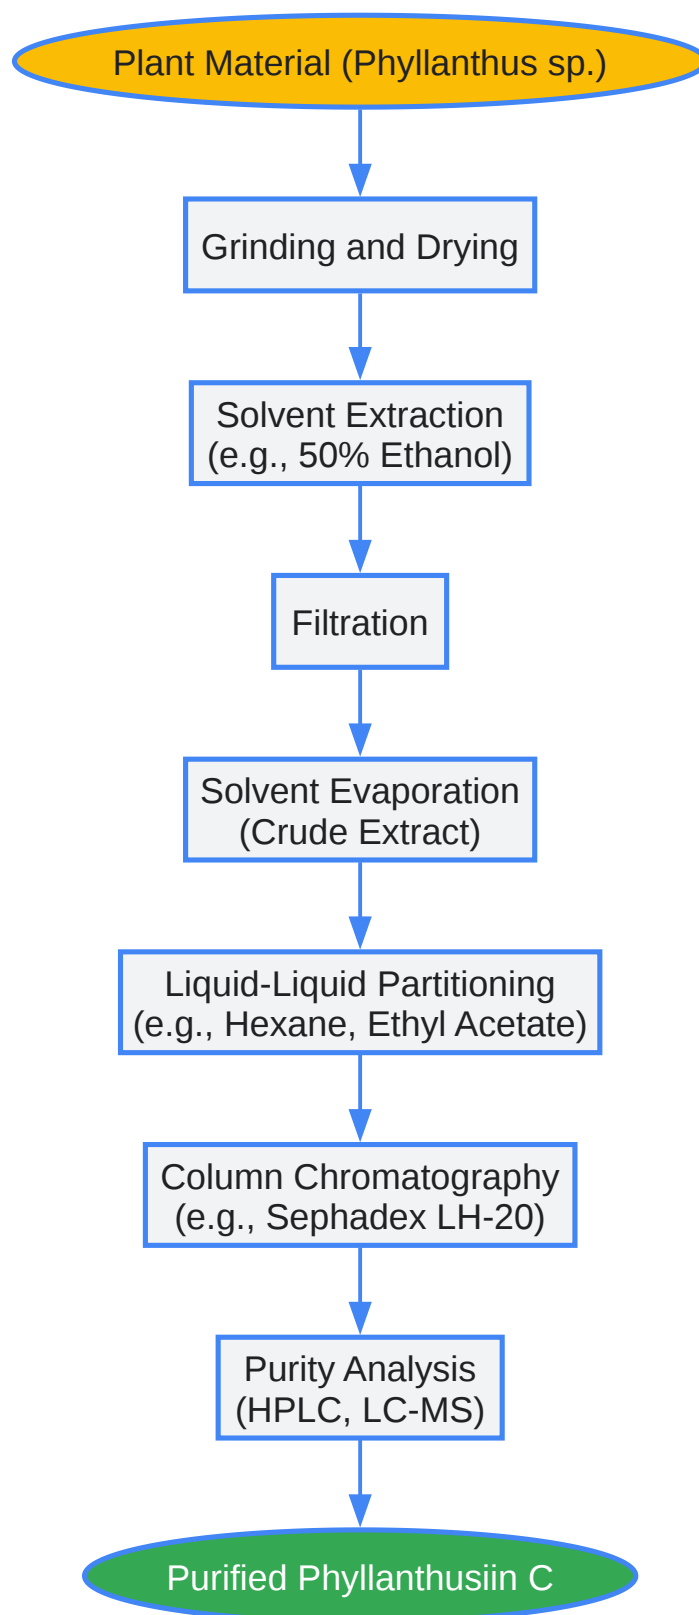 Plant Material (Phyllanthus sp.)
Grinding and Drying
Solvent Extraction
(e.g., 50% Ethanol)
Filtration
Solvent Evaporation
(Crude Extract)
Liquid-Liquid Partitioning
(e.g., Hexane, Ethyl Acetate)
Column Chromatography
(e.g., Sephadex LH-20)
Purity Analysis
(HPLC, LC-MS)
Purified Phyllanthusiin C